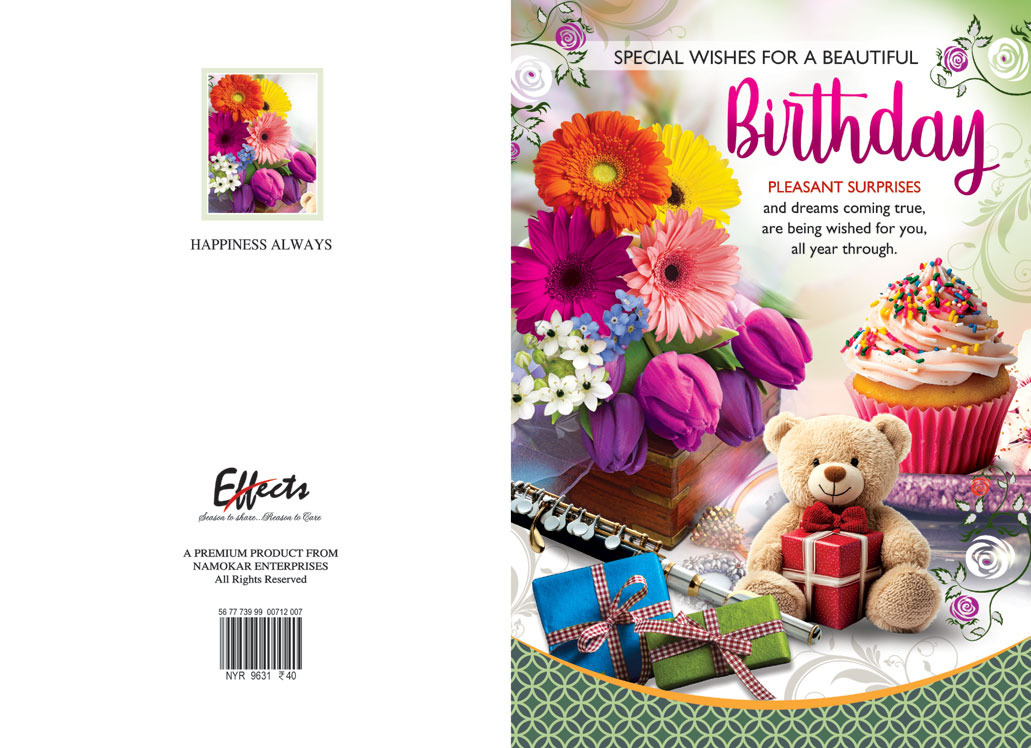 HAPPINESS ALWAYS
Effects
Season to share...Reason to Care
A PREMIUM PRODUCT FROM
NAMOKAR ENTERPRISES
All Rights Reserved
56 77 739 99 00712 007
NYR 9631 ₹ 40
SPECIAL WISHES FOR A BEAUTIFUL
Birthday
PLEASANT SURPRISES
and dreams coming true,
are being wished for you,
all year through.